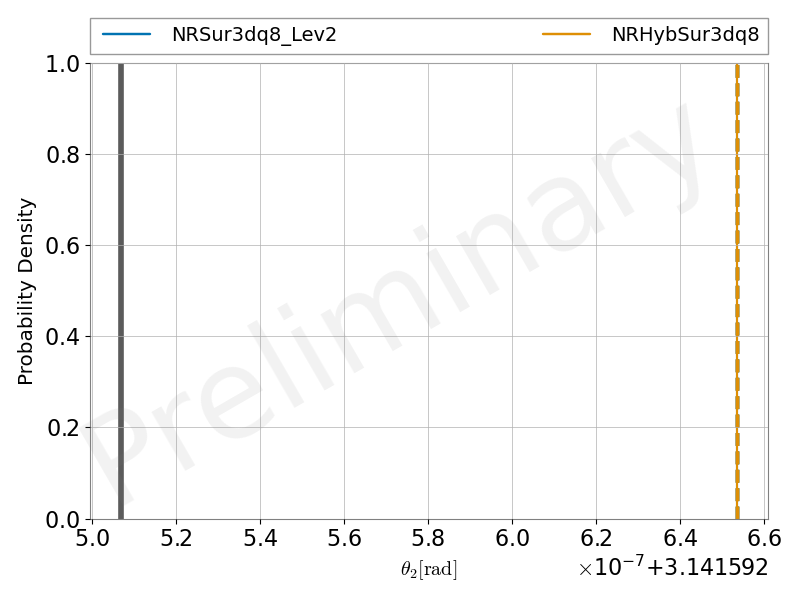 NRSur3dq8_Lev2 NRHybSur3dq8
1.0
0.8
0.6
0.4
0.2
0.0
Probability Density
Preliminary
5.0 5.2 5.4 5.6 5.8 6.0 6.2 6.4 6.6
θ₂[rad]
×10⁻⁷+3.141592